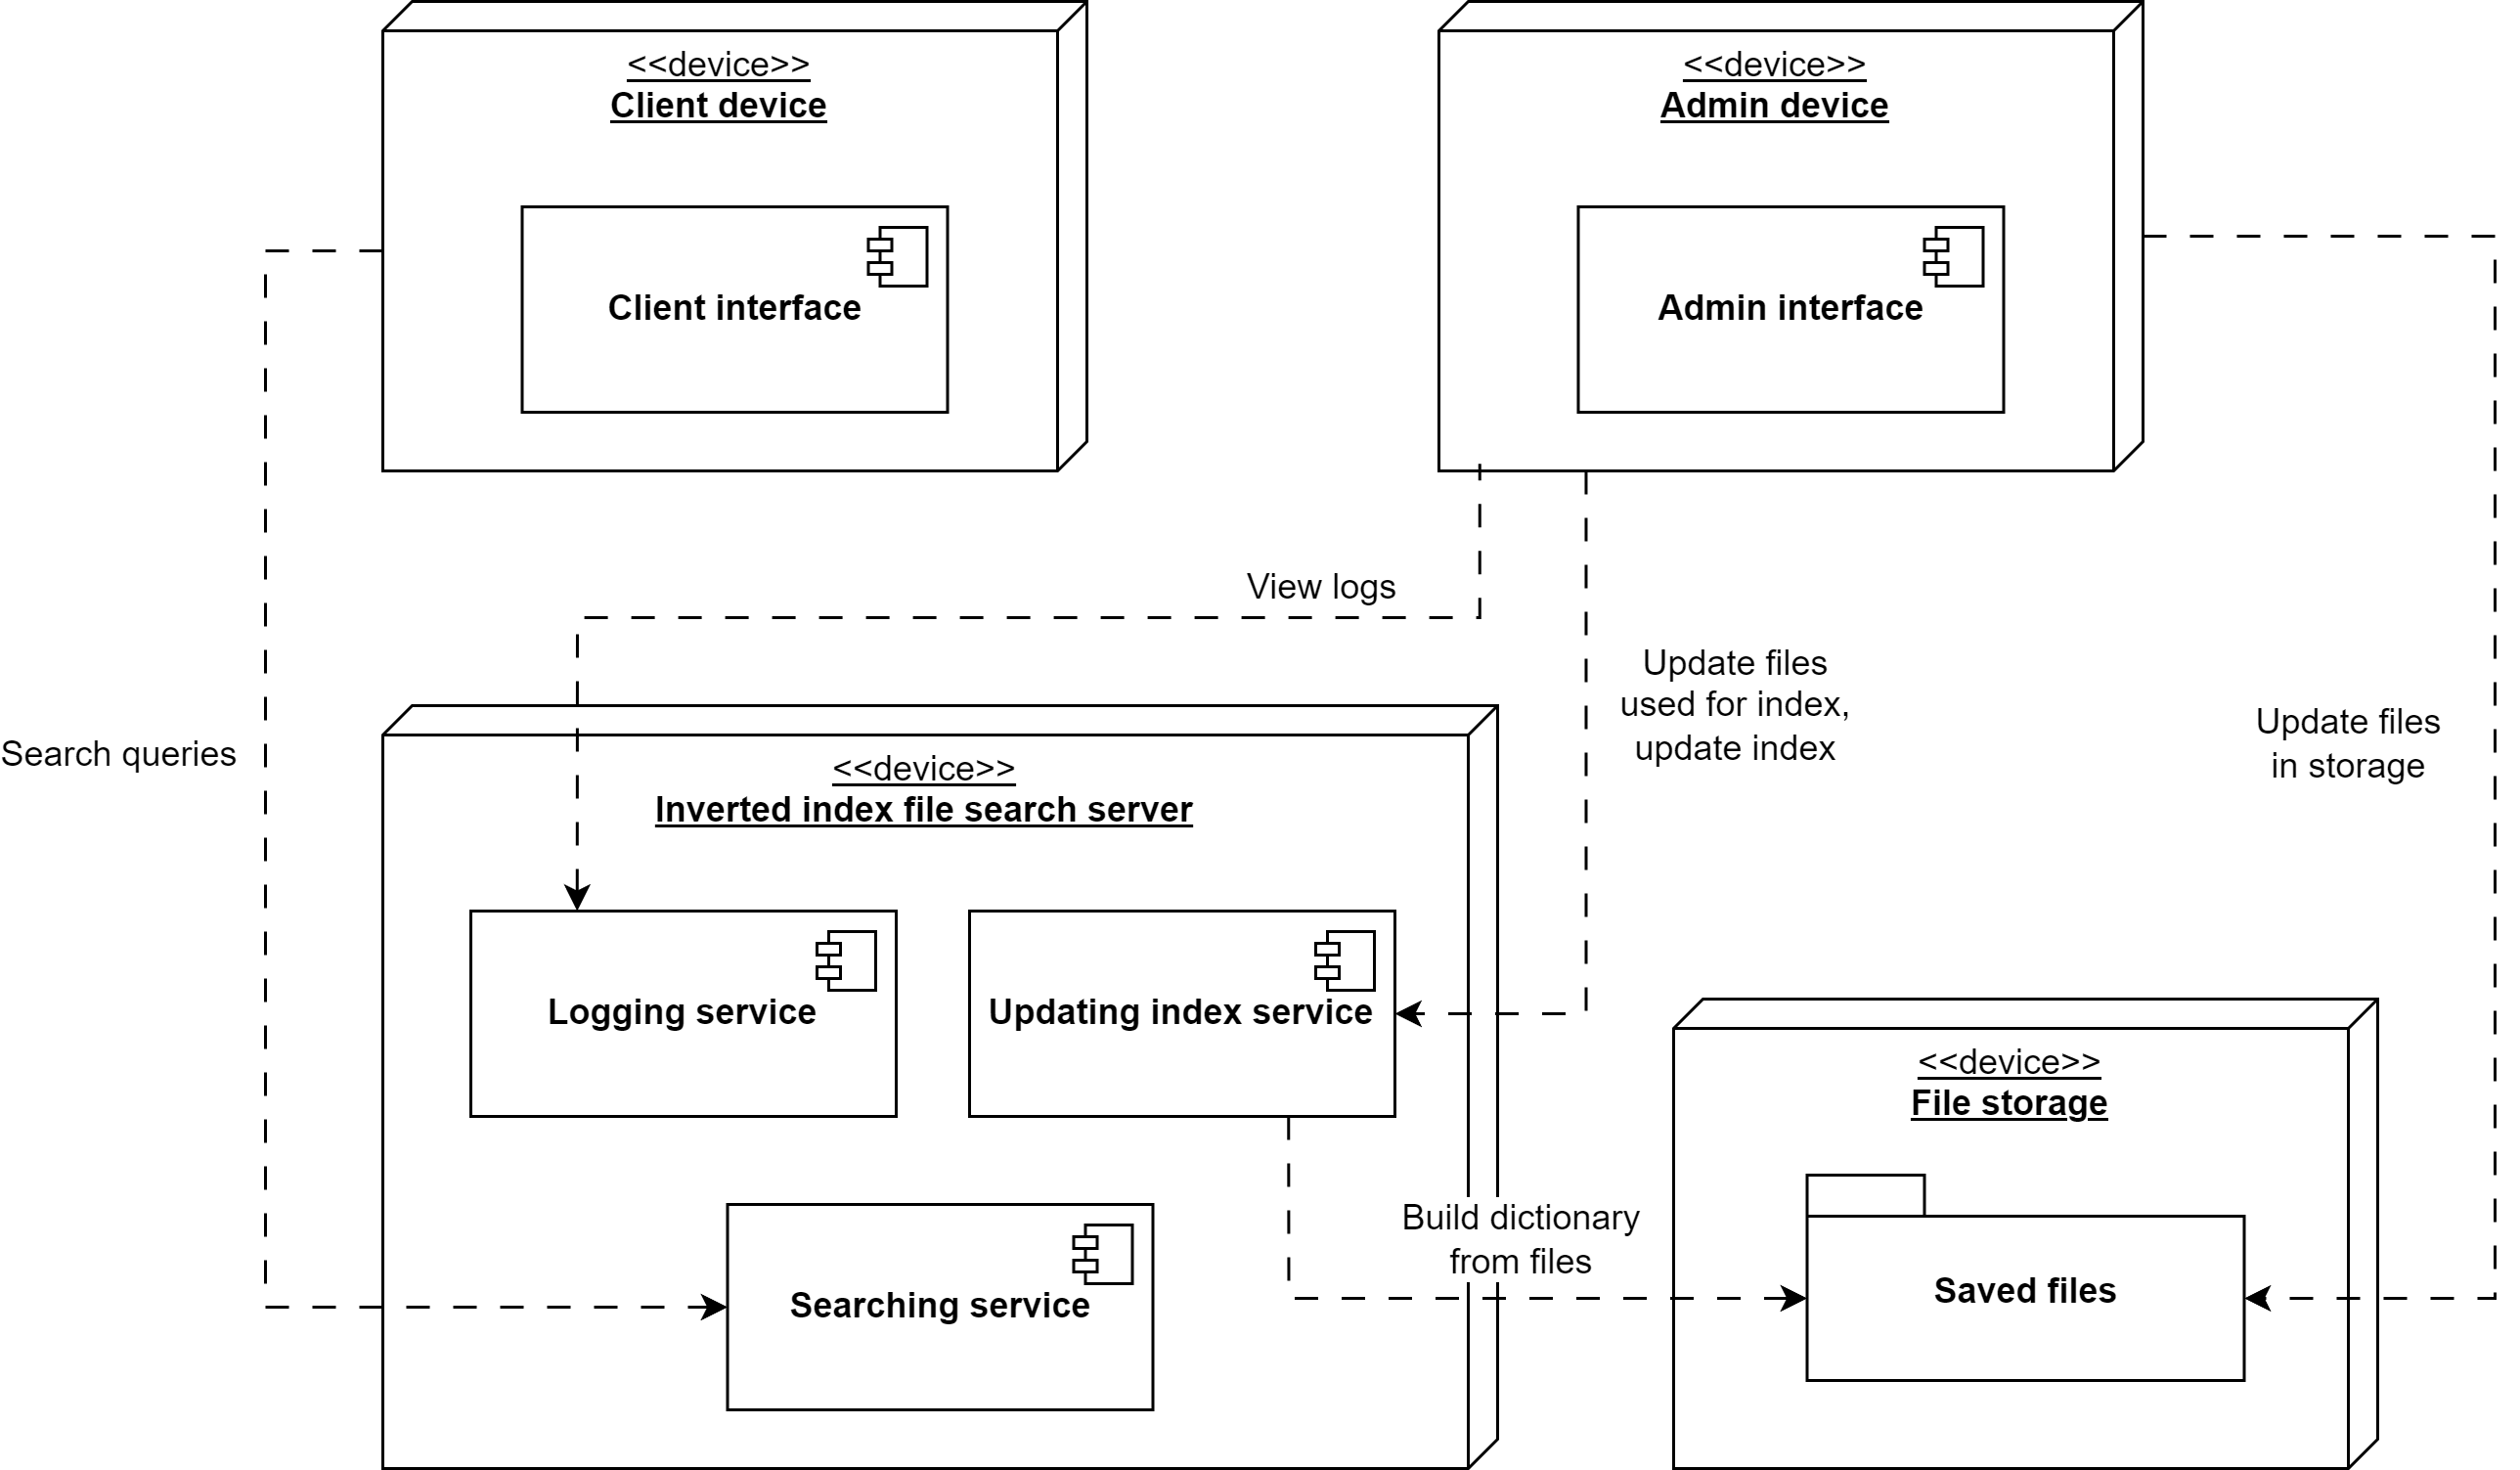 <<device>>
Client device
Client interface
<<device>>
Admin device
Admin interface
View logs
Update files
used for index,
update index
Update files
in storage
Search queries
<<device>>
Inverted index file search server
Logging service
Updating index service
Searching service
Build dictionary
from files
<<device>>
File storage
Saved files